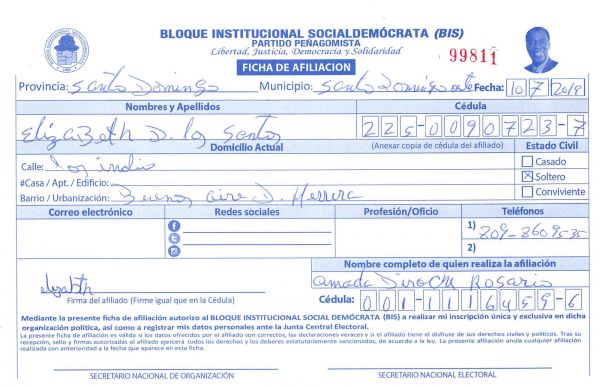 BLOQUE INSTITUCIONAL SOCIALDEMÓCRATA (BIS)
PARTIDO PEÑAGOMISTA
Libertad, Justicia, Democracia y Solidaridad
FICHA DE AFILIACION
99811
Provincia: Santo Domingo Municipio: Santo Domingo oeste Fecha: 10/7/2018
Nombres y Apellidos Cédula
ElizaBeth D. los Santos 225-0090723-7
Domicilio Actual (Anexar copia de cédula del afiliado) Estado Civil
Calle: los indio Casado
#Casa / Apt. / Edificio: Soltero
Barrio / Urbanización: Buenos Aire D. Herrera Conviviente
Correo electrónico Redes sociales Profesión/Oficio Teléfonos
1) 809-8609535
2)
Nombre completo de quien realiza la afiliación
elizabeth Rosario
Firma del afiliado (Firme igual que en la Cédula) Cédula: 001-1116459-6
Mediante la presente ficha de afiliación autorizo al BLOQUE INSTITUCIONAL SOCIAL DEMÓCRATA (BIS) a realizar mi inscripción única y exclusiva en dicha
organización política, así como a registrar mis datos personales ante la Junta Central Electoral.
La presente ficha de afiliación es válida si los datos ofrecidos por el afiliado son correctos, las declaraciones veraces y si el afiliado tiene el disfrute de sus derechos civiles y políticos. Tras su
recepción, sello y firmas autorizadas el afiliado ejercerá todos los derechos y los deberes estatutariamente sancionados, de acuerdo a la ley. La presente afiliación anula cualquier afiliación
realizada con anterioridad a la fecha que aparece en esta ficha.
SECRETARIO NACIONAL DE ORGANIZACIÓN SECRETARIO NACIONAL ELECTORAL